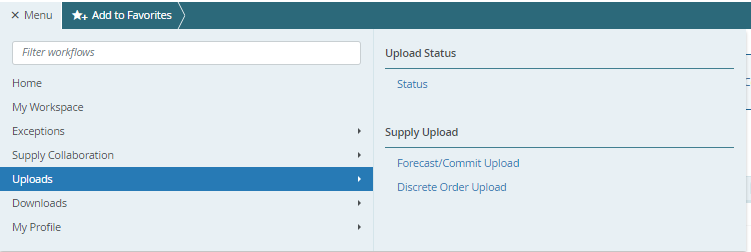 ✕ Menu
Add to Favorites
Filter workflows
Home
My Workspace
Exceptions
Supply Collaboration
Uploads
Downloads
My Profile
Upload Status
Status
Supply Upload
Forecast/Commit Upload
Discrete Order Upload